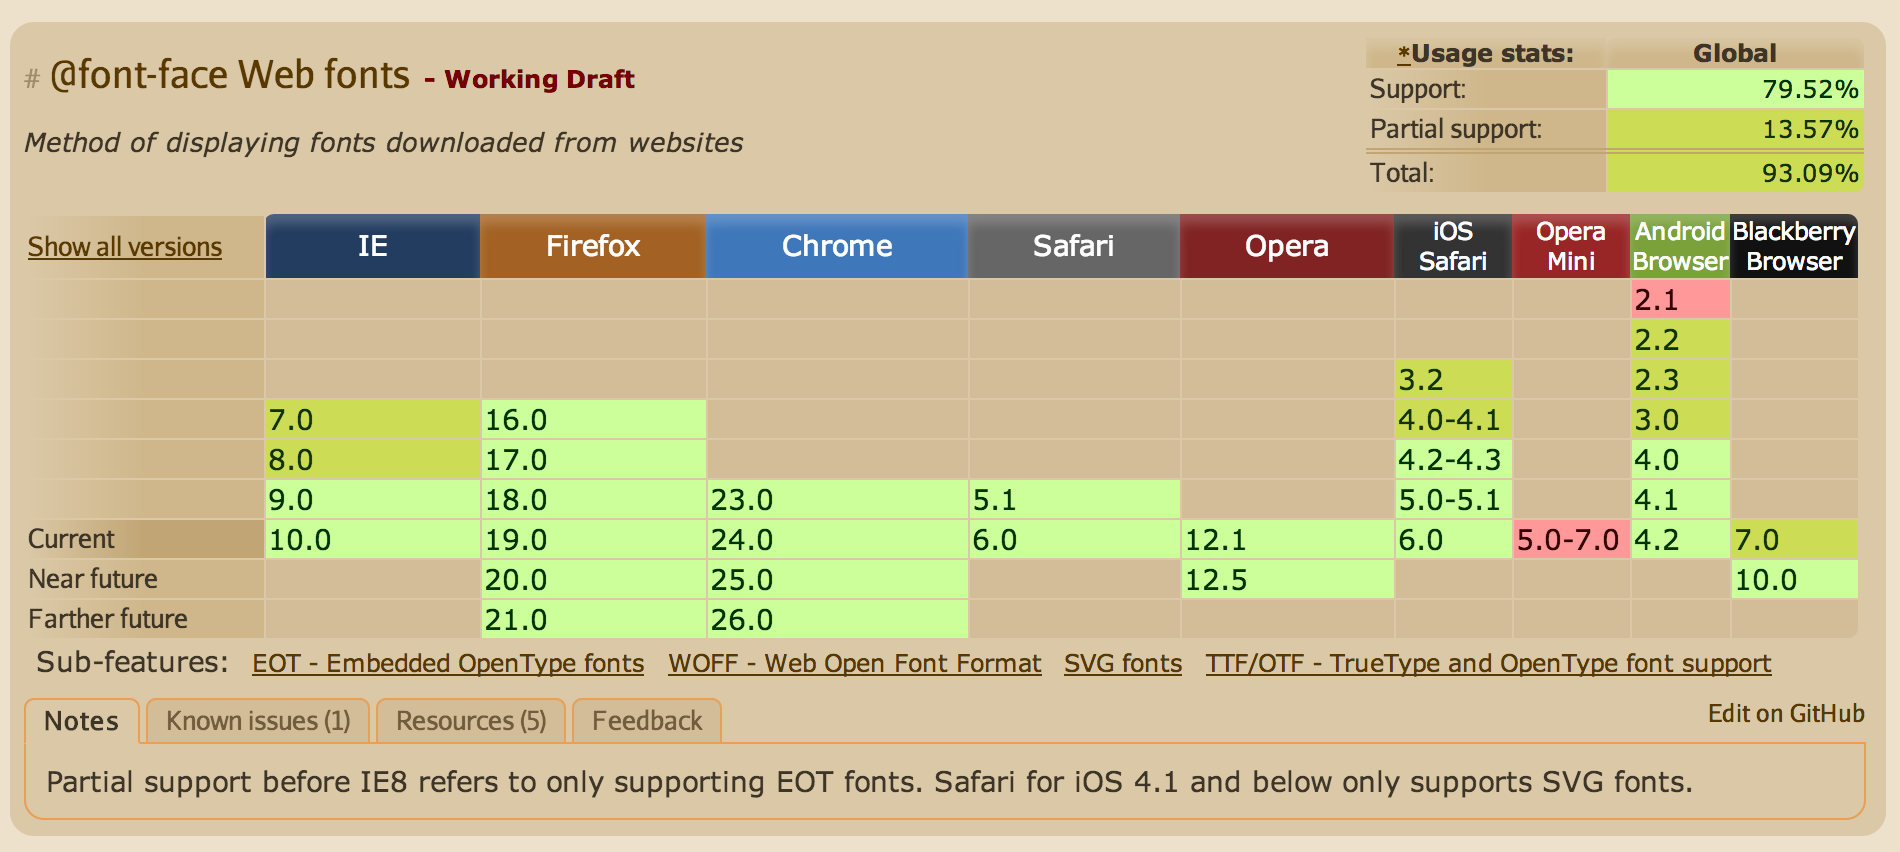 # @font-face Web fonts - Working Draft
Method of displaying fonts downloaded from websites
*Usage stats: Global
Support: 79.52%
Partial support: 13.57%
Total: 93.09%
Show all versions IE Firefox Chrome Safari Opera iOS Safari Opera Mini Android Browser Blackberry Browser
2.1
2.2
3.2 2.3
7.0 16.0 4.0-4.1 3.0
8.0 17.0 4.2-4.3 4.0
9.0 18.0 23.0 5.1 5.0-5.1 4.1
Current 10.0 19.0 24.0 6.0 12.1 6.0 5.0-7.0 4.2 7.0
Near future 20.0 25.0 12.5 10.0
Farther future 21.0 26.0
Sub-features: EOT - Embedded OpenType fonts WOFF - Web Open Font Format SVG fonts TTF/OTF - TrueType and OpenType font support
Notes Known issues (1) Resources (5) Feedback Edit on GitHub
Partial support before IE8 refers to only supporting EOT fonts. Safari for iOS 4.1 and below only supports SVG fonts.